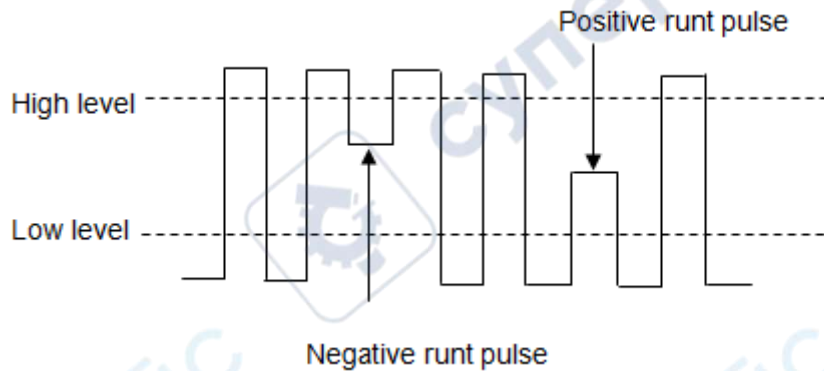 Positive runt pulse
High level
Low level
Negative runt pulse